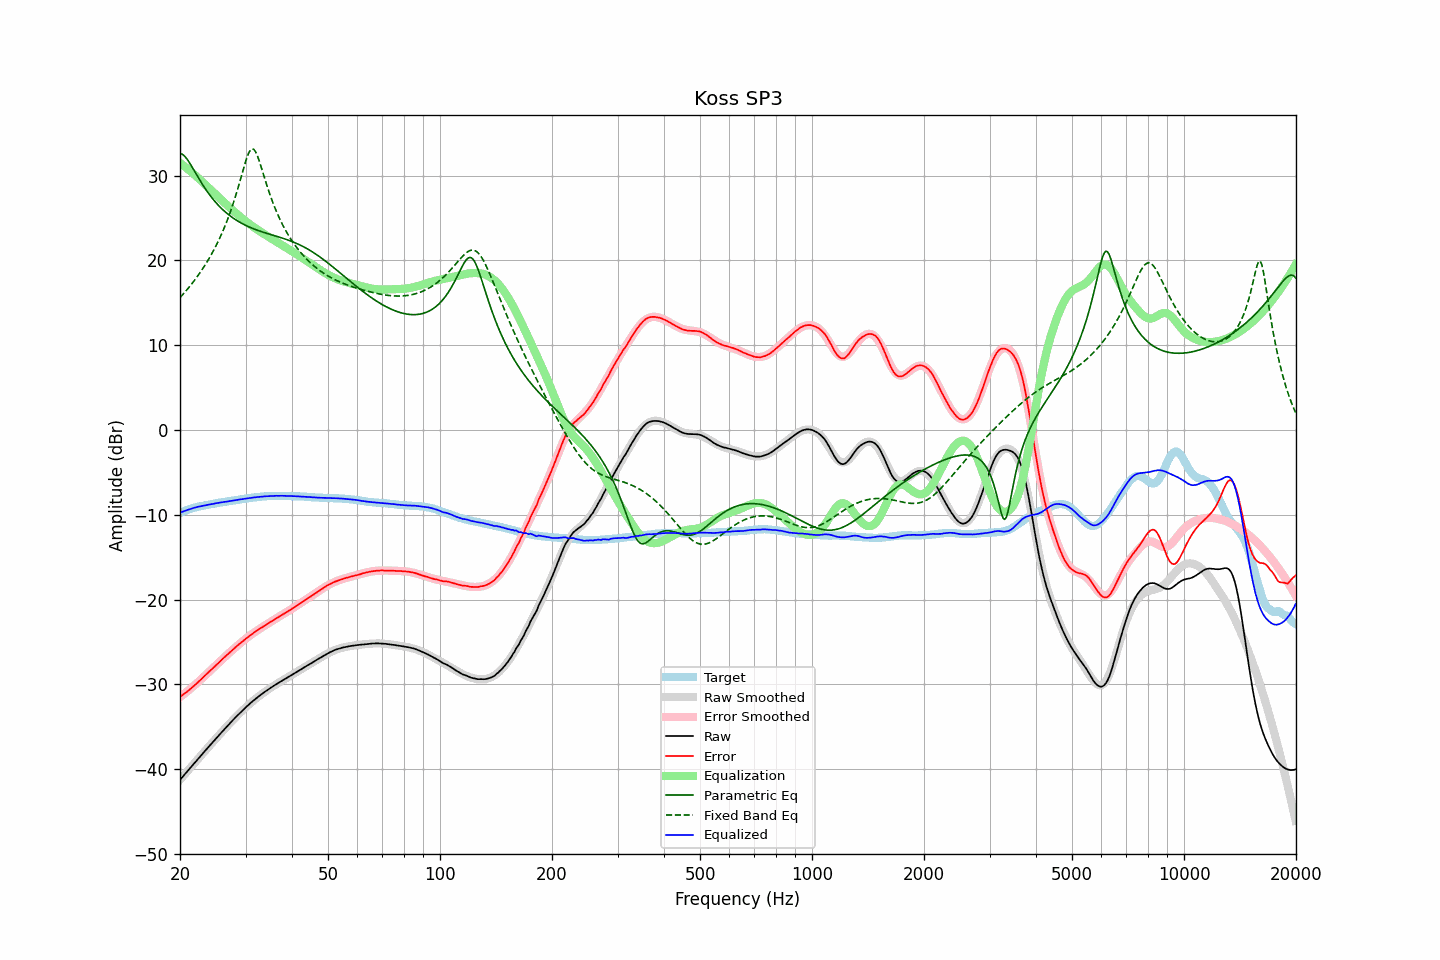 Koss SP3
Amplitude (dBr)
30
20
10
0
−10
−20
−30
−40
−50
20
50
100
200
500
1000
2000
5000
10000
20000
Frequency (Hz)
Target
Raw Smoothed
Error Smoothed
Raw
Error
Equalization
Parametric Eq
Fixed Band Eq
Equalized